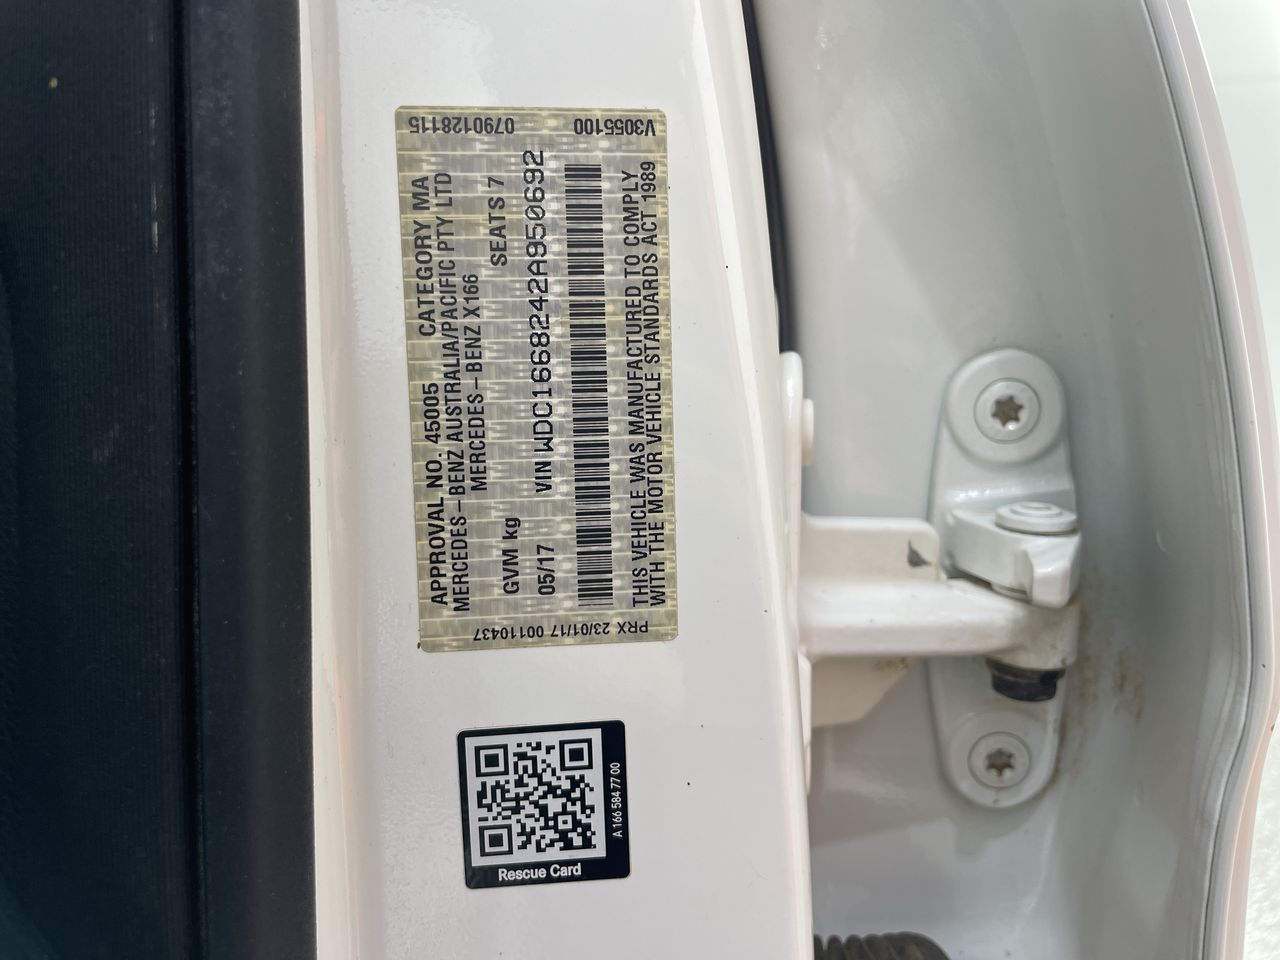 APPROVAL NO. 45005 CATEGORY MA
MERCEDES-BENZ AUSTRALIA/PACIFIC PTY LTD
MERCEDES-BENZ X166
GVM kg SEATS 7
05/17 VIN WDC1668242A950692
THIS VEHICLE WAS MANUFACTURED TO COMPLY
WITH THE MOTOR VEHICLE STANDARDS ACT 1989
0790128115 V3055100
PRX 23/01/17 00110437
A 166 584 77 00
Rescue Card